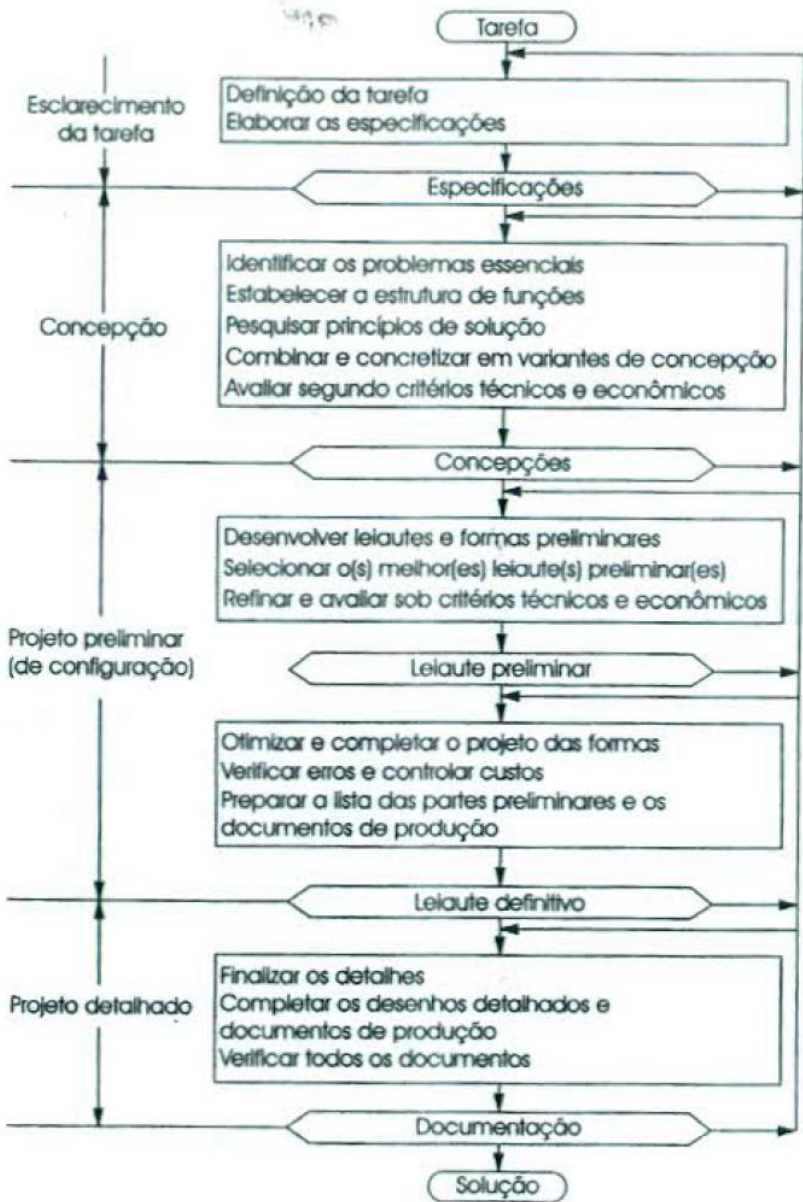 Tarefa
Esclarecimento
da tarefa
Definição da tarefa
Elaborar as especificações
Especificações
Concepção
Identificar os problemas essenciais
Estabelecer a estrutura de funções
Pesquisar princípios de solução
Combinar e concretizar em variantes de concepção
Avaliar segundo critérios técnicos e econômicos
Concepções
Projeto preliminar
(de configuração)
Desenvolver leiautes e formas preliminares
Selecionar o(s) melhor(es) leiaute(s) preliminar(es)
Refinar e avaliar sob critérios técnicos e econômicos
Leiaute preliminar
Otimizar e completar o projeto das formas
Verificar erros e controlar custos
Preparar a lista das partes preliminares e os
documentos de produção
Leiaute definitivo
Projeto detalhado
Finalizar os detalhes
Completar os desenhos detalhados e
documentos de produção
Verificar todos os documentos
Documentação
Solução